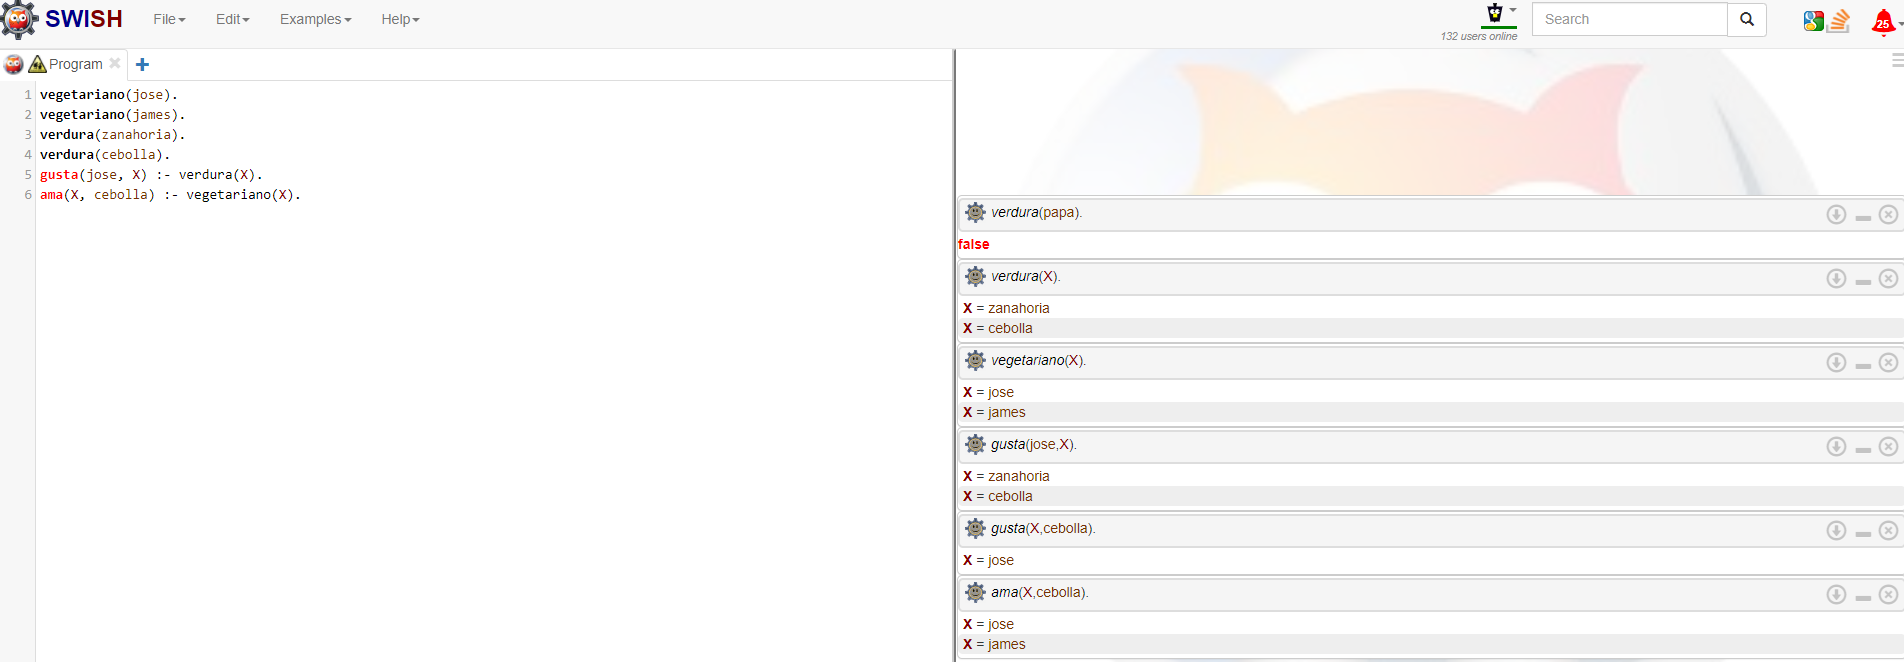 SWISH File Edit Examples Help
132 users online
Search
25
Program
1 vegetariano(jose).
2 vegetariano(james).
3 verdura(zanahoria).
4 verdura(cebolla).
5 gusta(jose, X) :- verdura(X).
6 ama(X, cebolla) :- vegetariano(X).
verdura(papa).
false
verdura(X).
X = zanahoria
X = cebolla
vegetariano(X).
X = jose
X = james
gusta(jose,X).
X = zanahoria
X = cebolla
gusta(X,cebolla).
X = jose
ama(X,cebolla).
X = jose
X = james